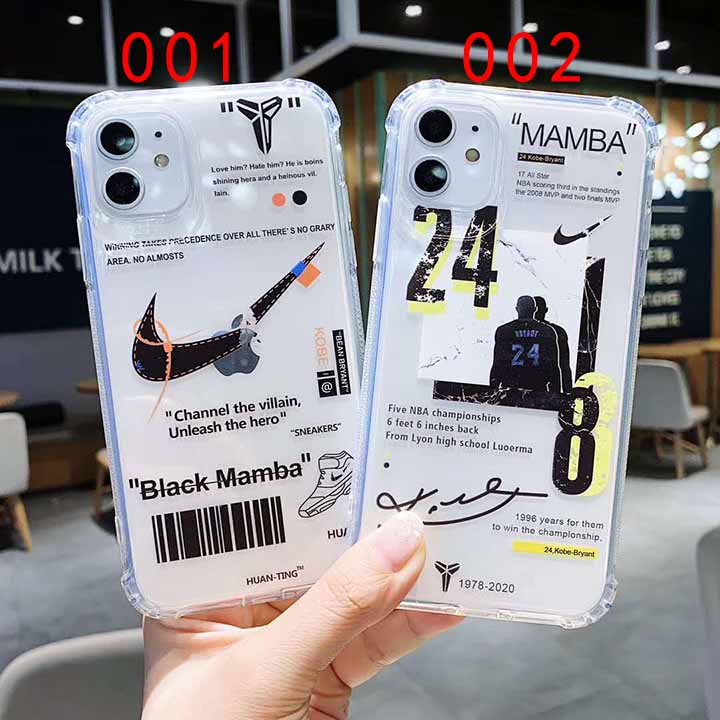 001
002
MILK T
Love him? Hate him? He is boins
shining hera and a heinous vil.
lain.
WINNING TAKES PRECEDENCE OVER ALL THERE'S NO GRARY
AREA. NO ALMOSTS
KOBE
"BEAN BRYANT"
@
"Channel the villain,
Unleash the hero"
"SNEAKERS"
"Black Mamba"
HUA
HUAN-TING™
"MAMBA"
24 Kobe-Bryant
17 All Star
NBA scoring third in the standings
the 2008 MVP and two finals MVP
24
BRYANT
24
8
Five NBA championships
6 feet 6 inches back
From Lyon high school Luoerma
1996 years for them
to win the championship.
24,Kobe-Bryant
1978-2020